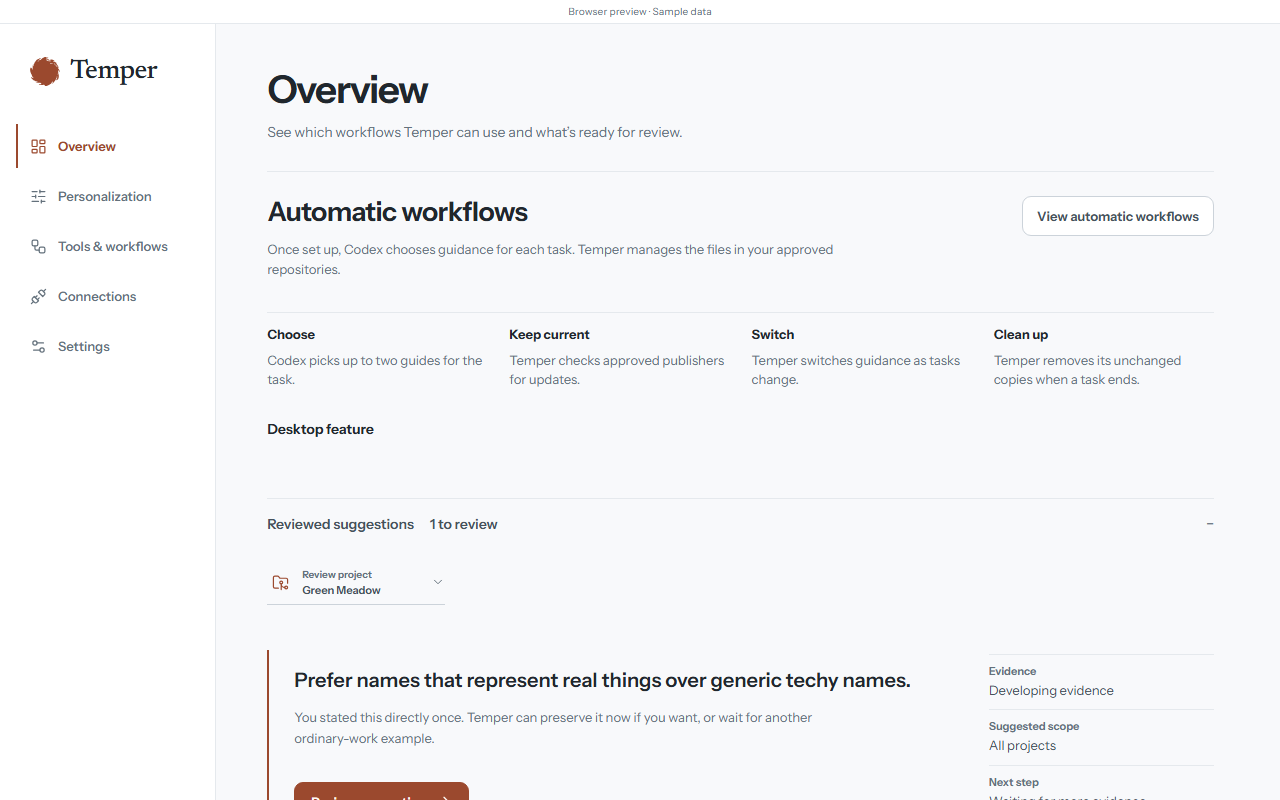 Browser preview · Sample data
Temper
Overview
Personalization
Tools & workflows
Connections
Settings
Overview
See which workflows Temper can use and what's ready for review.
Automatic workflows
View automatic workflows
Once set up, Codex chooses guidance for each task. Temper manages the files in your approved
repositories.
Choose
Codex picks up to two guides for the
task.
Keep current
Temper checks approved publishers
for updates.
Switch
Temper switches guidance as tasks
change.
Clean up
Temper removes its unchanged
copies when a task ends.
Desktop feature
Reviewed suggestions 1 to review
Review project
Green Meadow
Prefer names that represent real things over generic techy names.
You stated this directly once. Temper can preserve it now if you want, or wait for another
ordinary-work example.
Evidence
Developing evidence
Suggested scope
All projects
Next step